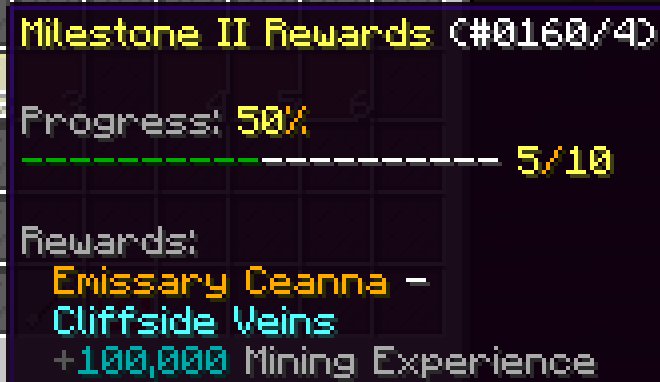 Milestone II Rewards (#0160/4)
Progress: 50%
5/10
Rewards:
Emissary Ceanna -
Cliffside Veins
+100,000 Mining Experience